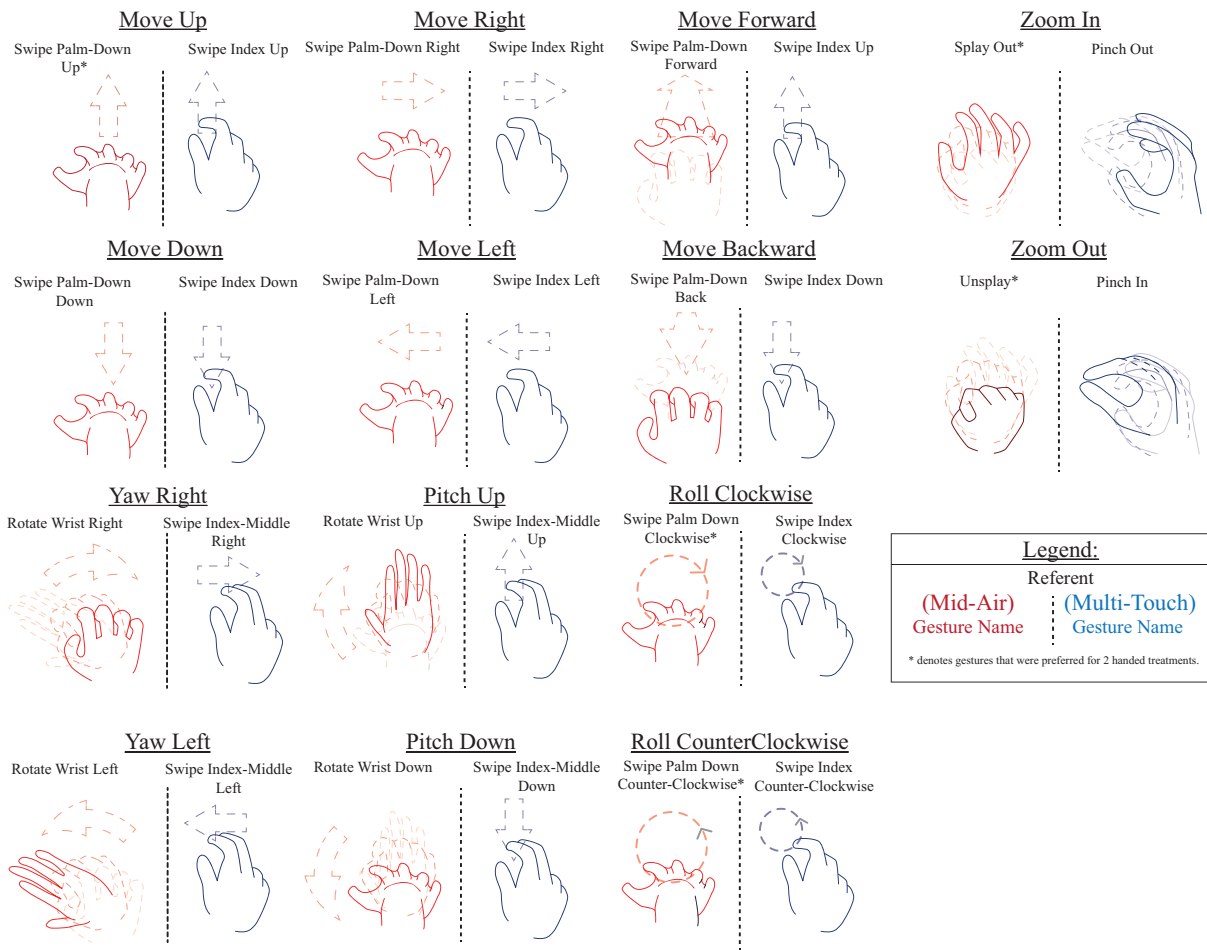 Move Up
Swipe Palm-Down
Up*
Swipe Index Up
Move Right
Swipe Palm-Down Right
Swipe Index Right
Move Forward
Swipe Palm-Down
Forward
Swipe Index Up
Zoom In
Splay Out*
Pinch Out
Move Down
Swipe Palm-Down
Down
Swipe Index Down
Move Left
Swipe Palm-Down
Left
Swipe Index Left
Move Backward
Swipe Palm-Down
Back
Swipe Index Down
Zoom Out
Unsplay*
Pinch In
Yaw Right
Rotate Wrist Right
Swipe Index-Middle
Right
Pitch Up
Rotate Wrist Up
Swipe Index-Middle
Up
Roll Clockwise
Swipe Palm Down
Clockwise*
Swipe Index
Clockwise
Legend:
Referent
(Mid-Air)
Gesture Name
(Multi-Touch)
Gesture Name
* denotes gestures that were preferred for 2 handed treatments.
Yaw Left
Rotate Wrist Left
Swipe Index-Middle
Left
Pitch Down
Rotate Wrist Down
Swipe Index-Middle
Down
Roll CounterClockwise
Swipe Palm Down
Counter-Clockwise*
Swipe Index
Counter-Clockwise